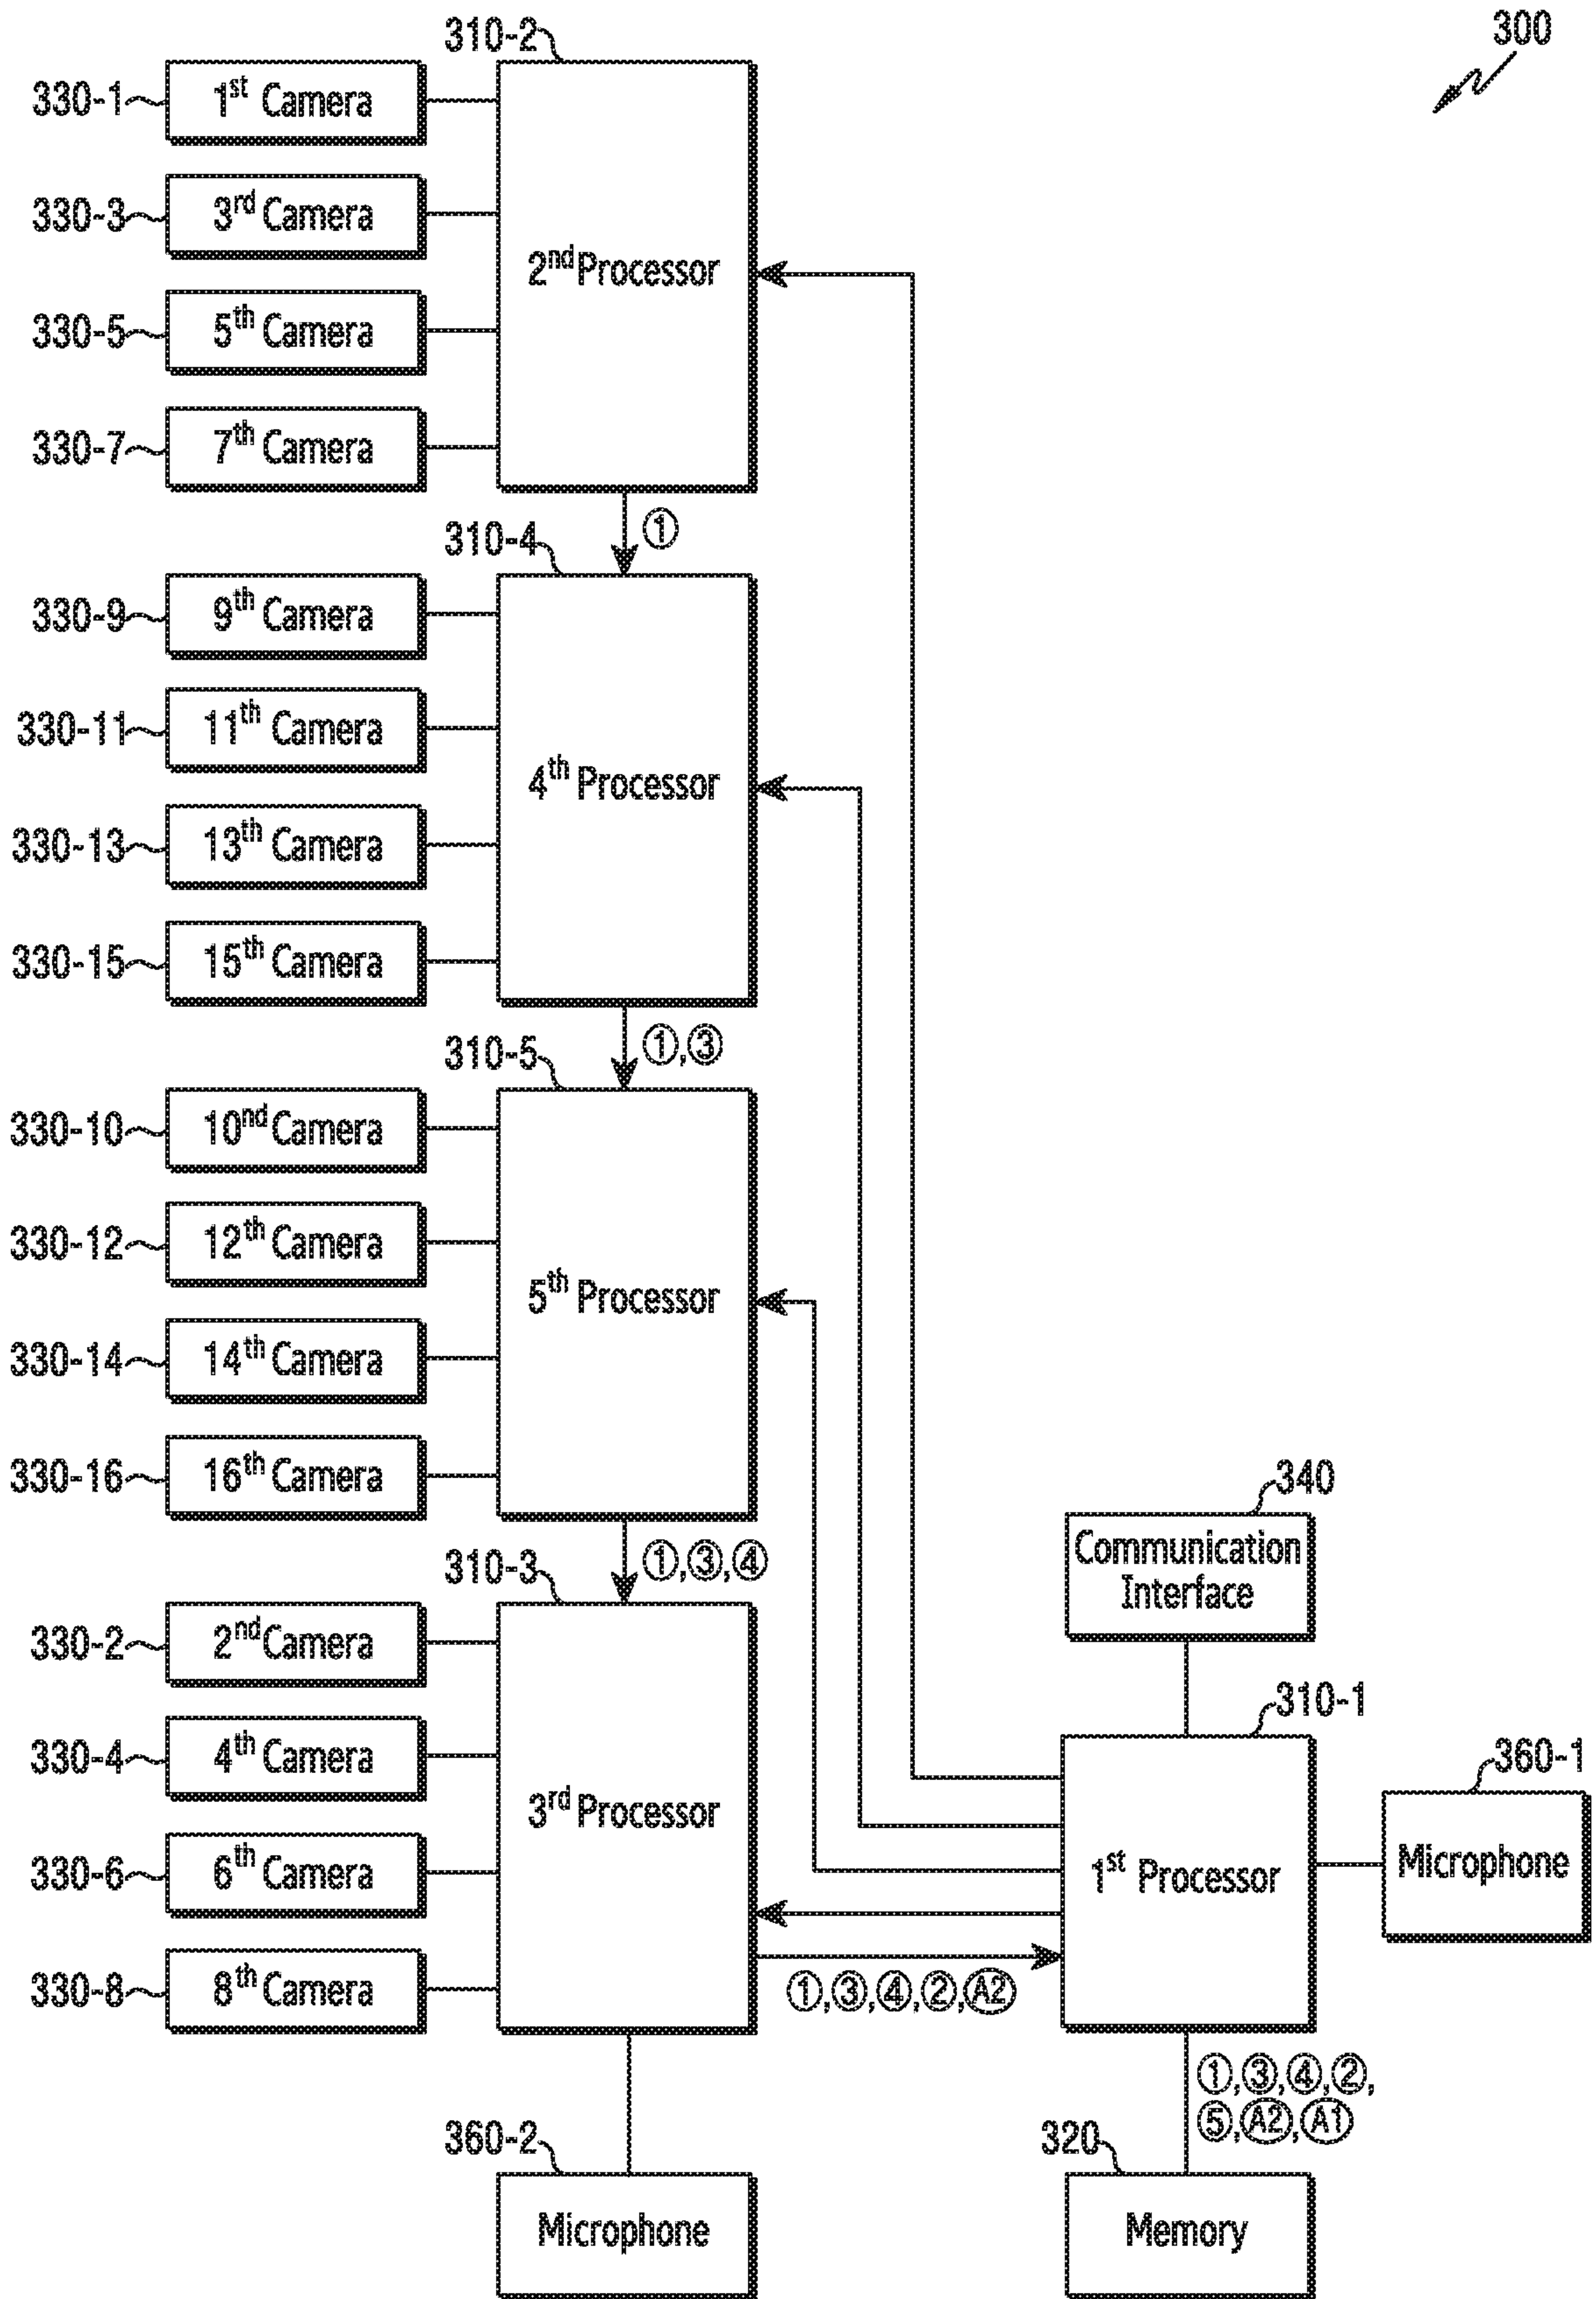 300
310-2
330-1
1st Camera
330-3
3rd Camera
330-5
5th Camera
330-7
7th Camera
2nd Processor
①
310-4
330-9
9th Camera
330-11
11th Camera
330-13
13th Camera
330-15
15th Camera
4th Processor
①,③
310-5
330-10
10nd Camera
330-12
12th Camera
330-14
14th Camera
330-16
16th Camera
5th Processor
①,③,④
310-3
330-2
2nd Camera
330-4
4th Camera
330-6
6th Camera
330-8
8th Camera
3rd Processor
340
Communication
Interface
310-1
1st Processor
360-1
Microphone
①,③,④,②,A2
①,③,④,②,
⑤,A2,A1
360-2
Microphone
320
Memory